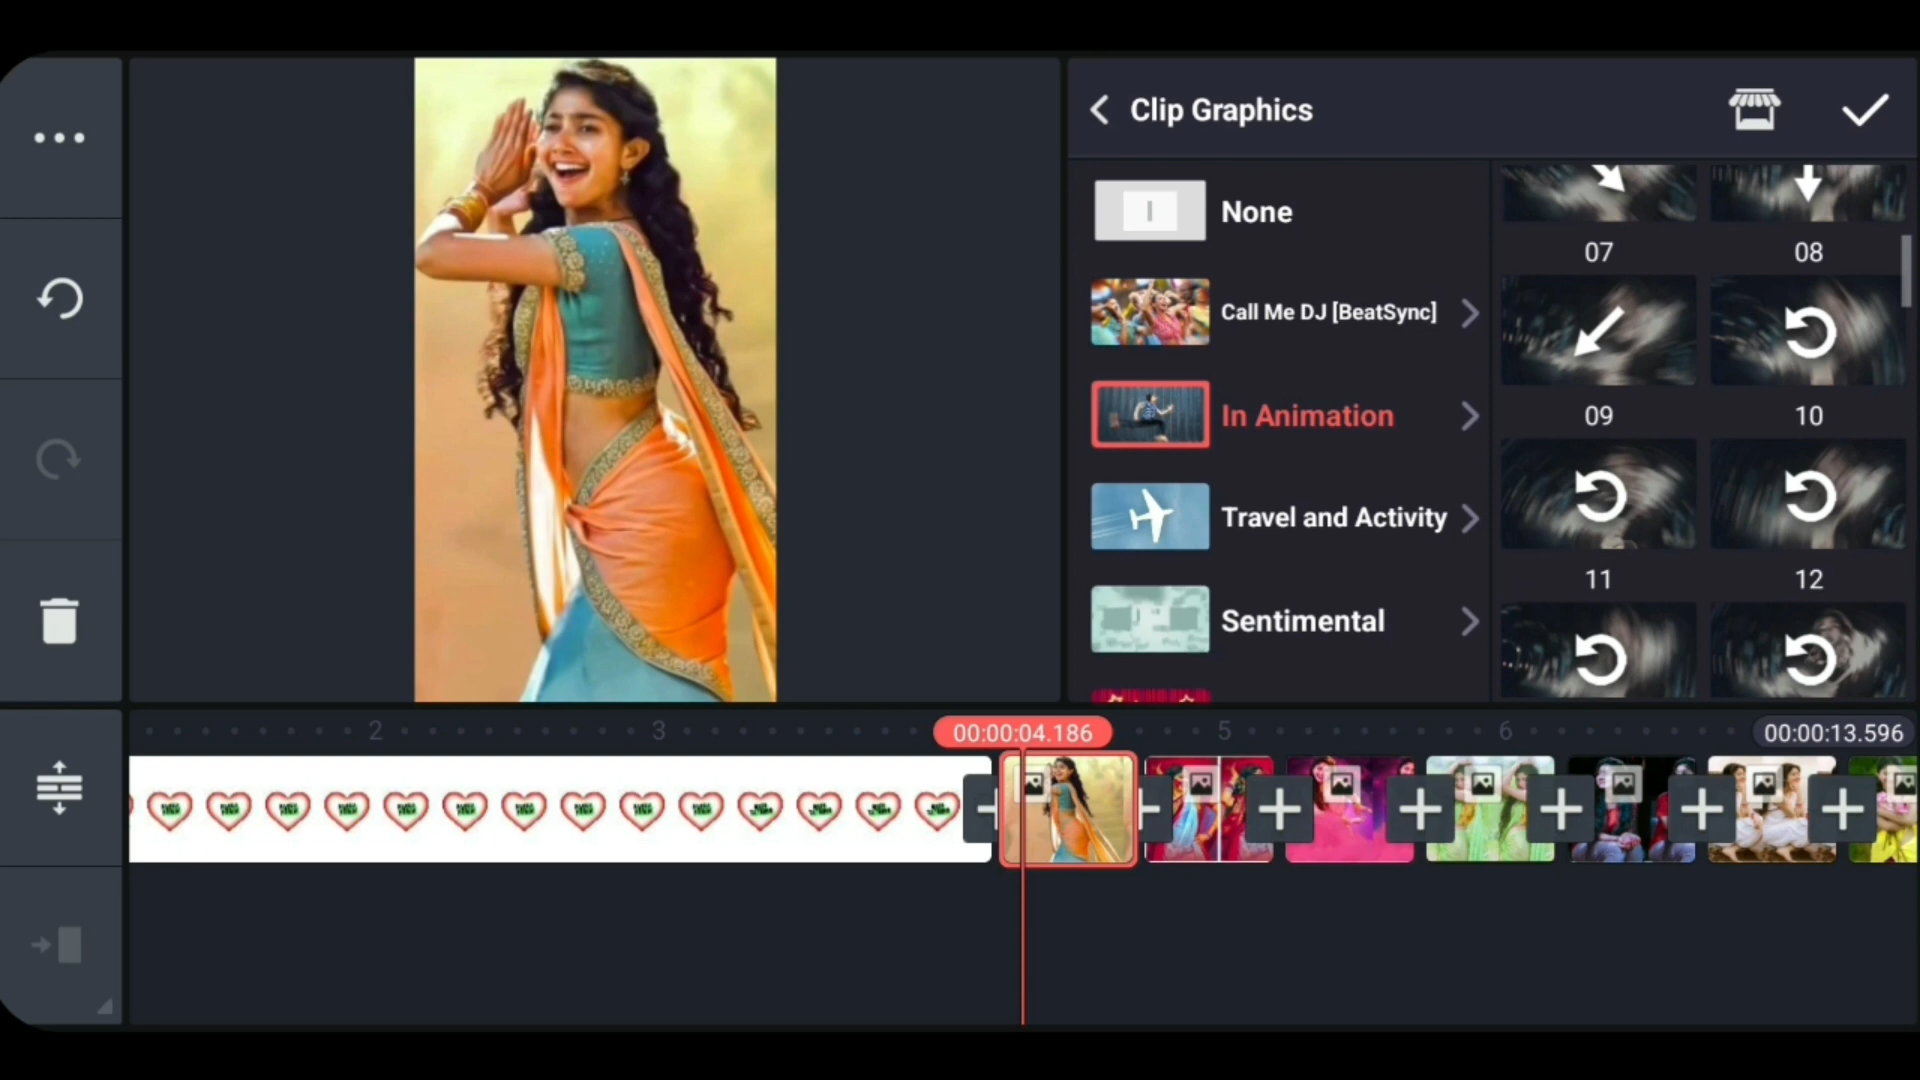 Clip Graphics
None
Call Me DJ [BeatSync]
In Animation
Travel and Activity
Sentimental
07
08
09
10
11
12
2
3
00:00:04.186
5
6
00:00:13.596